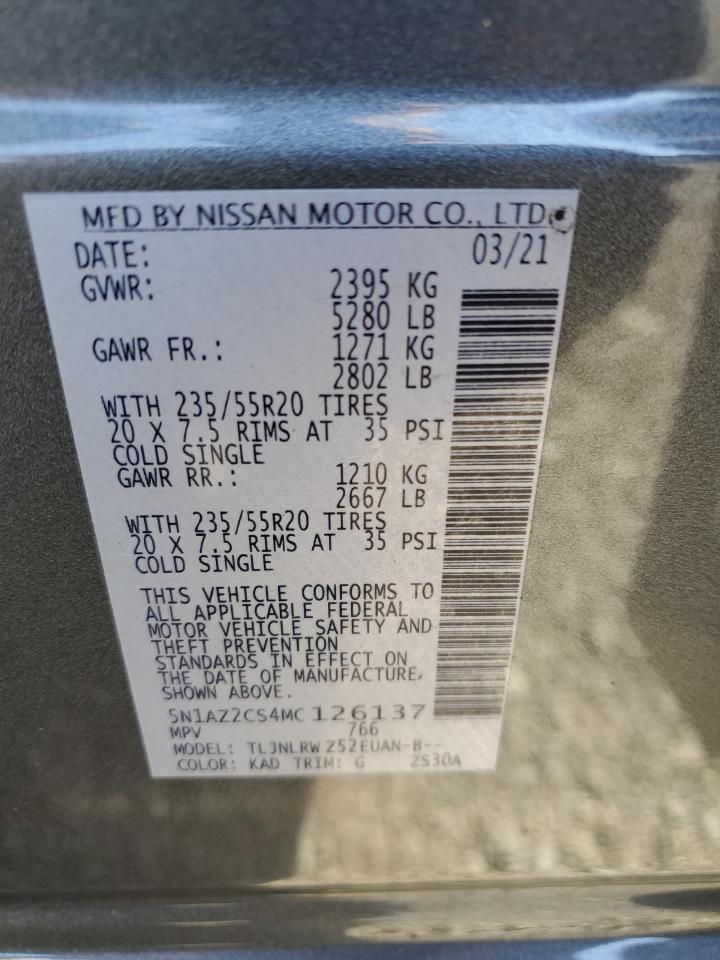 MFD BY NISSAN MOTOR CO., LTD.
DATE: 03/21
GVWR: 2395 KG
5280 LB
GAWR FR.: 1271 KG
2802 LB
WITH 235/55R20 TIRES
20 X 7.5 RIMS AT 35 PSI
COLD SINGLE
GAWR RR.: 1210 KG
2667 LB
WITH 235/55R20 TIRES
20 X 7.5 RIMS AT 35 PSI
COLD SINGLE
THIS VEHICLE CONFORMS TO
ALL APPLICABLE FEDERAL
MOTOR VEHICLE SAFETY AND
THEFT PREVENTION
STANDARDS IN EFFECT ON
THE DATE OF MANUFACTURE,
SHOWN ABOVE.
5N1AZ2CS4MC126137
MPV 766
MODEL: TLJNLRW Z52EUAN-B--
COLOR: KAD TRIM: G ZS30A